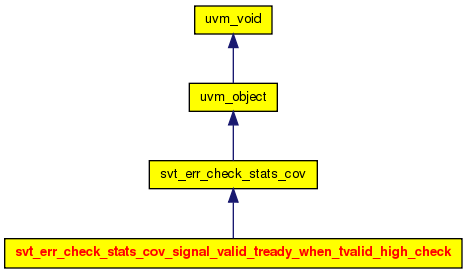 uvm_void
uvm_object
svt_err_check_stats_cov
svt_err_check_stats_cov_signal_valid_tready_when_tvalid_high_check